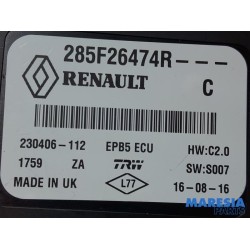 285F26474R---
RENAULT
C
230406-112 EPB5 ECU HW:C2.0
1759 ZA TRW SW:S007
MADE IN UK L77 16-08-16
MARESIA
PARTS